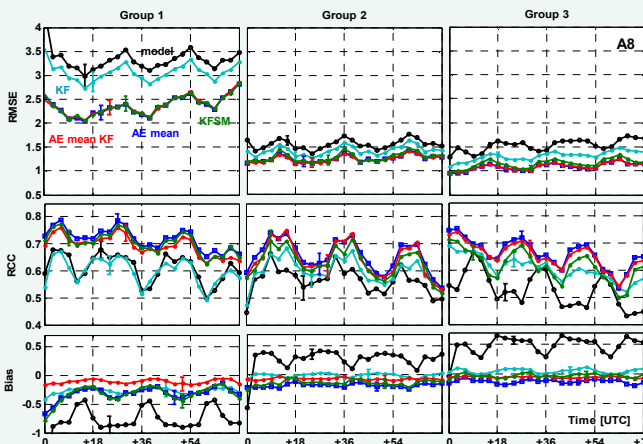 Group 1 Group 2 Group 3
4
3.5
3
2.5
2
1.5
1
0.5
RMSE
model
KF
AE mean KF
AE mean
KFSM
A8
0.8
0.7
0.6
0.5
0.4
RCC
0.5
0
-0.5
-1
Bias
Time [UTC]
0 +18 +36 +54 0 +18 +36 +54 0 +18 +36 +54